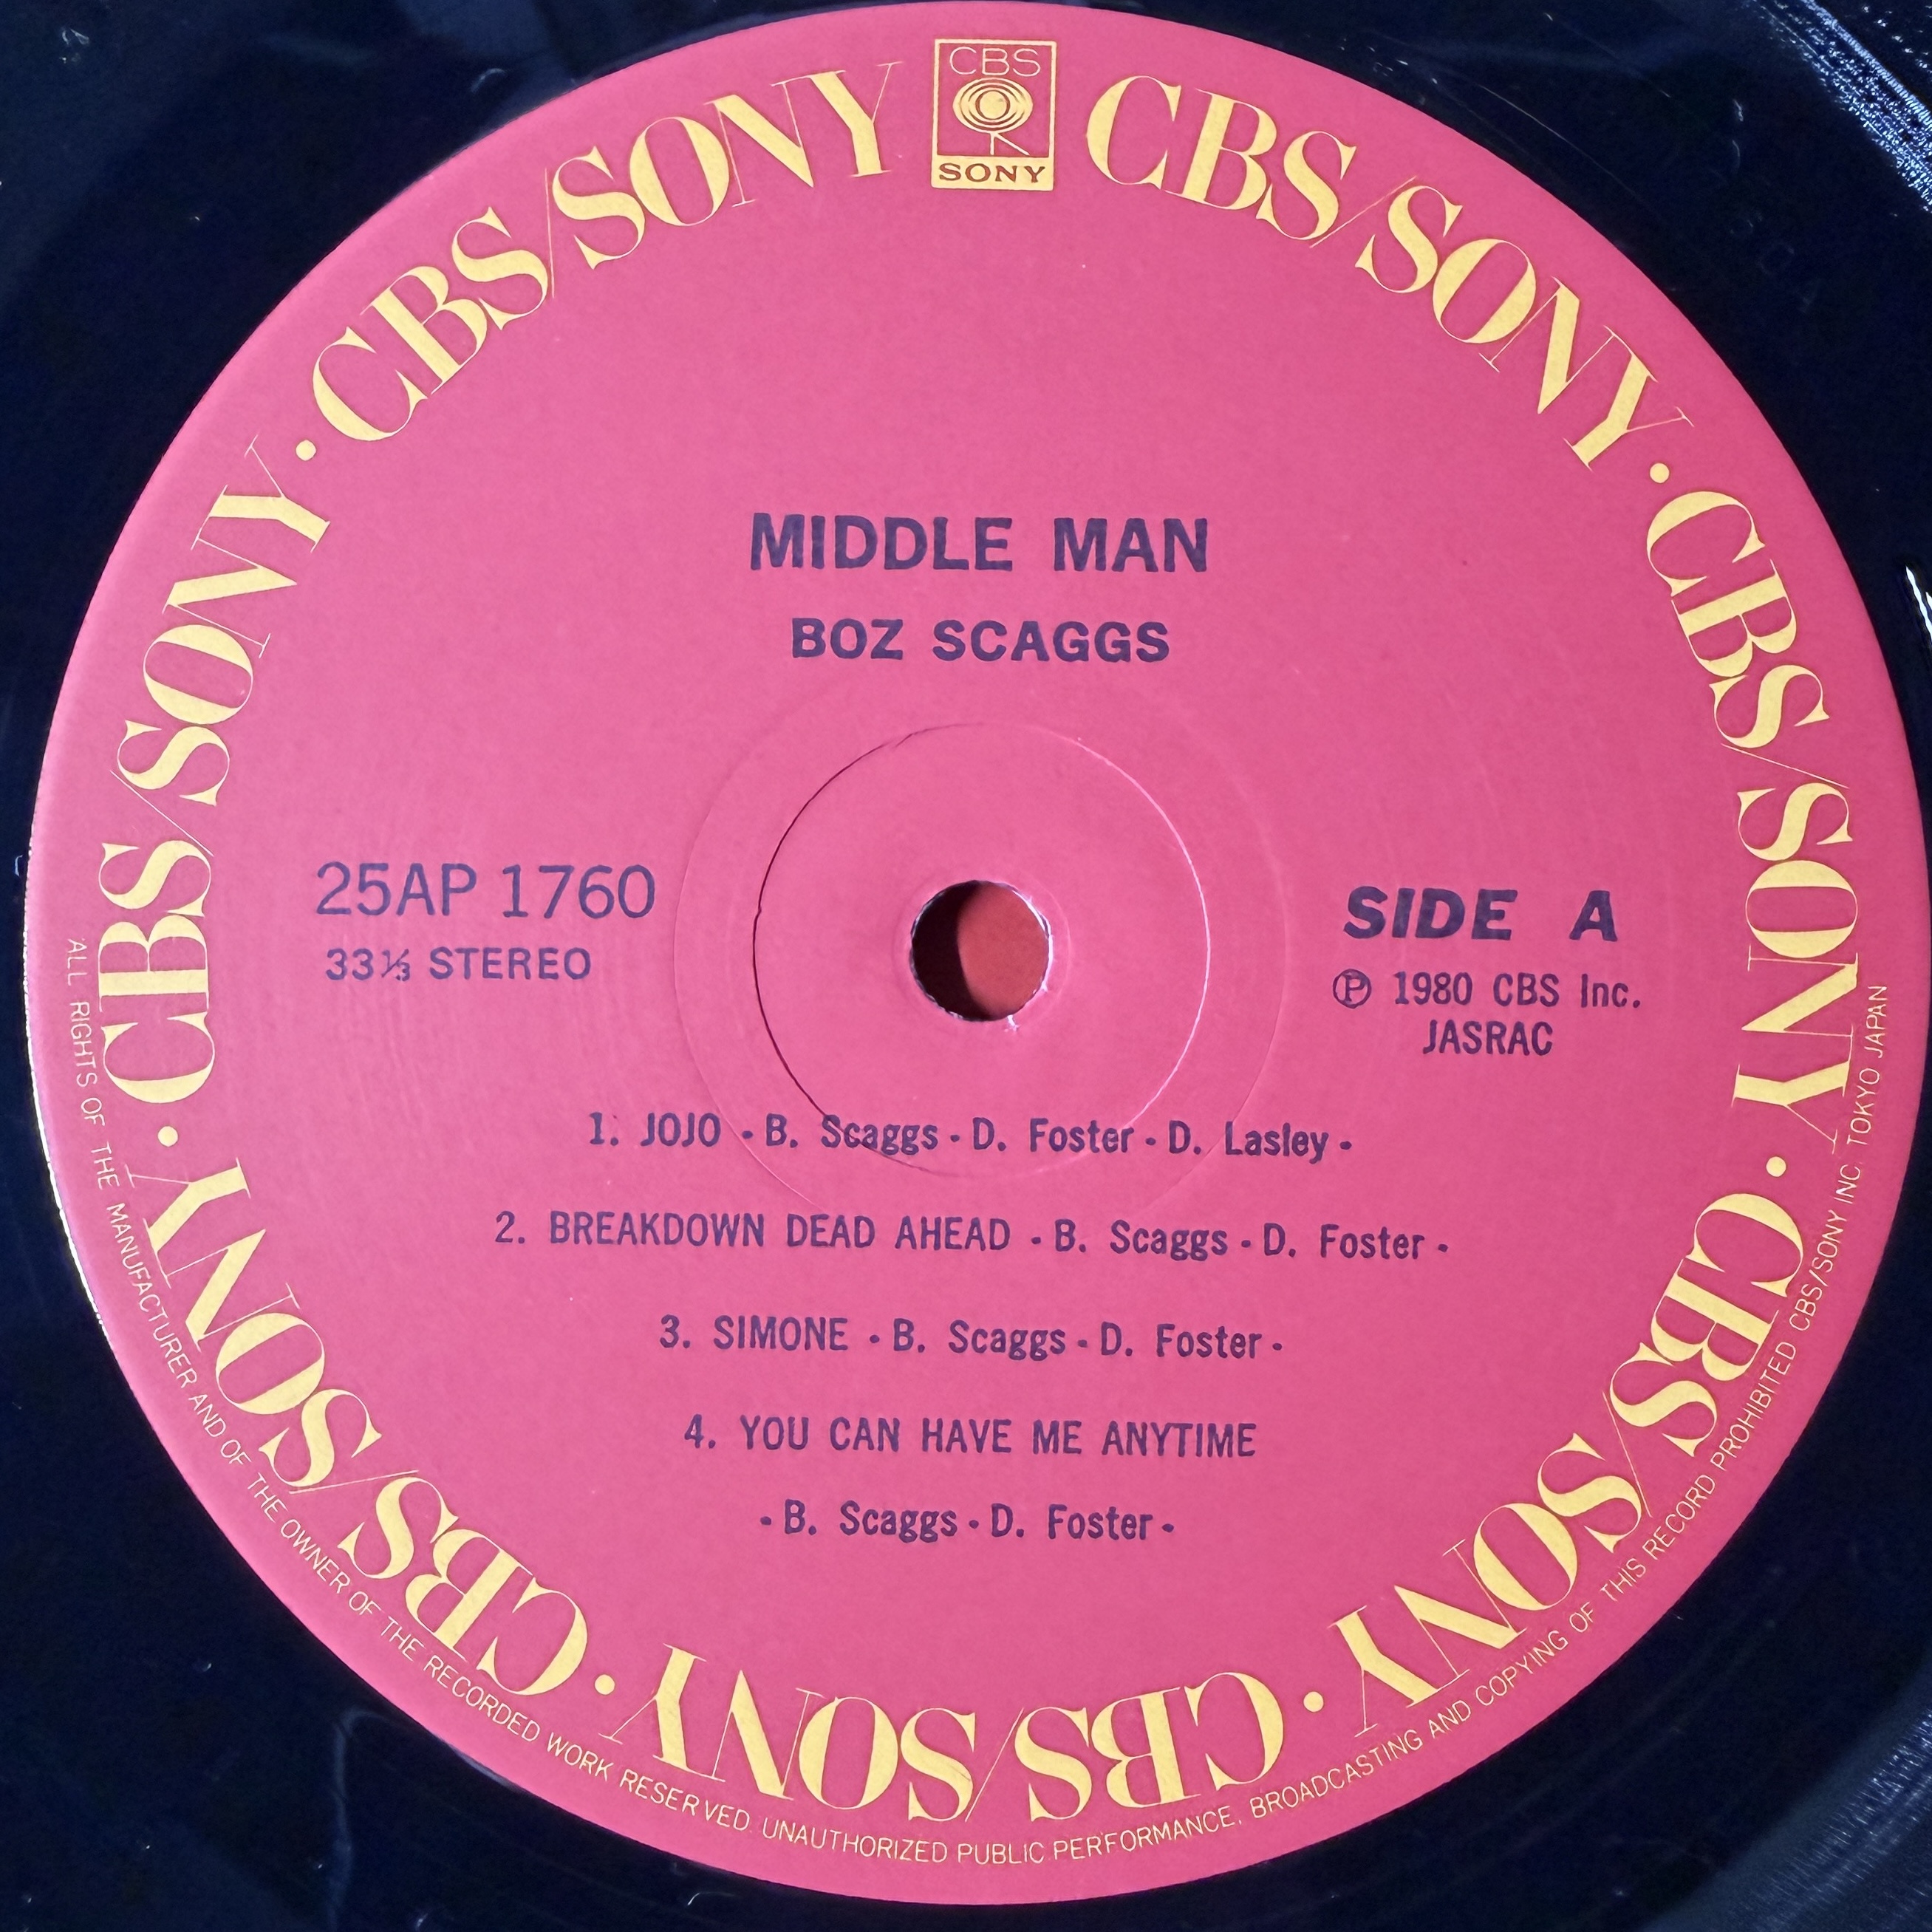 CBS
SONY
CBS/SONY · CBS/SONY · CBS/SONY · CBS/SONY · CBS/SONY · CBS/SONY · CBS/SONY
MIDDLE MAN
BOZ SCAGGS
25AP 1760
33⅓ STEREO
SIDE A
Ⓟ 1980 CBS Inc.
JASRAC
1. JOJO - B. Scaggs - D. Foster - D. Lasley -
2. BREAKDOWN DEAD AHEAD - B. Scaggs - D. Foster -
3. SIMONE - B. Scaggs - D. Foster -
4. YOU CAN HAVE ME ANYTIME
- B. Scaggs - D. Foster -
ALL RIGHTS OF THE MANUFACTURER AND OF THE OWNER OF THE RECORDED WORK RESERVED. UNAUTHORIZED PUBLIC PERFORMANCE, BROADCASTING AND COPYING OF THIS RECORD PROHIBITED CBS/SONY INC. TOKYO JAPAN